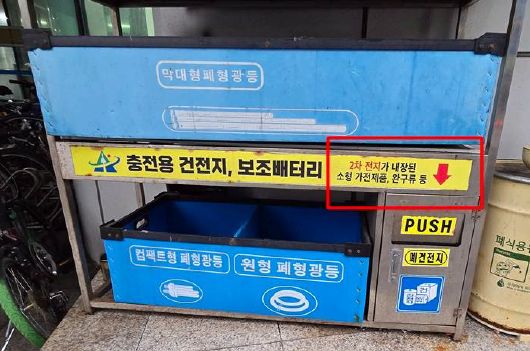 막대형폐형광등
충전용 건전지, 보조배터리
2차 전지가 내장된
소형 가전제품, 완구류 등
PUSH
폐건전지
컴팩트형 폐형광등
원형 폐형광등
폐식용유